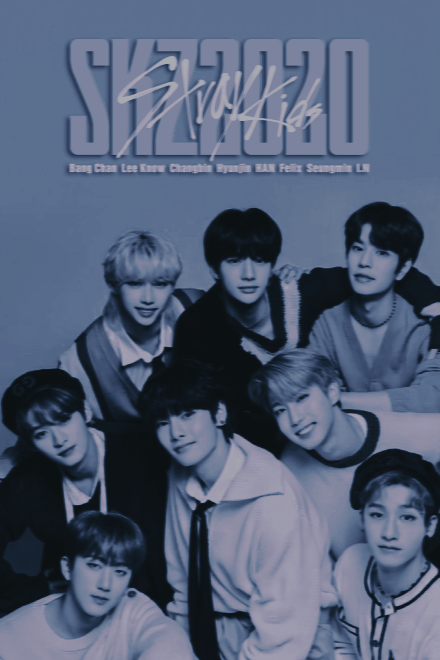 SKZ2020
Stray Kids
Bang Chan Lee Know Changbin Hyunjin HAN Felix Seungmin I.N